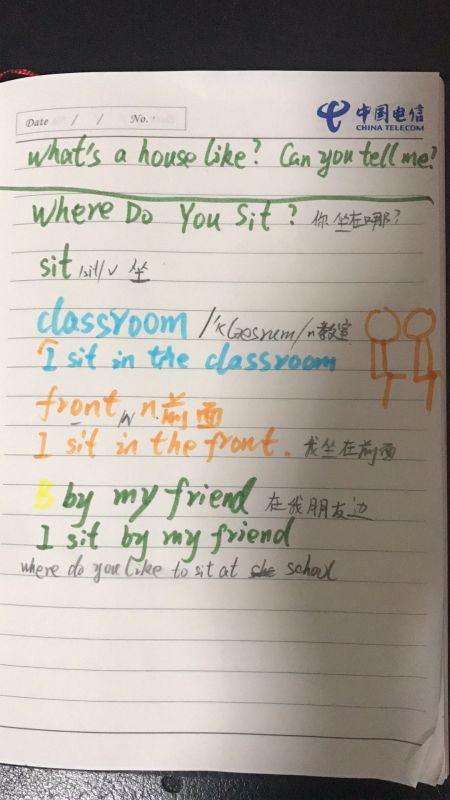 Date / / No.
中国电信
CHINA TELECOM
What's a house like? Can you tell me?
Where Do You Sit? 你坐在哪?
sit /sit/ v 坐
classroom /'klæsrum/ n 教室
I sit in the classroom
front n 前面
I sit in the front. 我坐在前面
B by my friend 在我朋友边
I sit by my friend
where do you like to sit at school